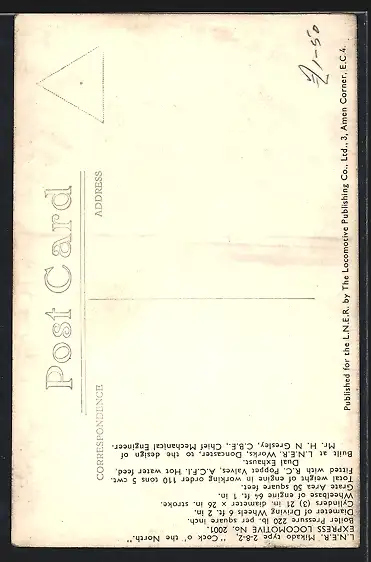 Post Card
CORRESPONDENCE
ADDRESS
L.N.E.R. Mikado type 2-8-2. "Cock o' the North."
EXPRESS LOCOMOTIVE No. 2001.
Boiler Pressure 220 lb. per square inch.
Diameter of Driving Wheels 6 ft. 2 in.
Cylinders (3) 21 in. diameter x 26 in. stroke.
Wheelbase of engine 64 ft. 1 in.
Grate Area 50 square feet.
Total weight of engine in working order 110 tons 5 cwt.
Fitted with R.C. Poppet Valves, A.C.F.I. Hot water feed,
Dual Exhaust.
Built at L.N.E.R. Works, Doncaster, to the design of
Mr. H. N Gresley, C.B.E., Chief Mechanical Engineer.
Published for the L.N.E.R. by The Locomotive Publishing Co., Ltd., 3, Amen Corner, E.C.4.
1-50